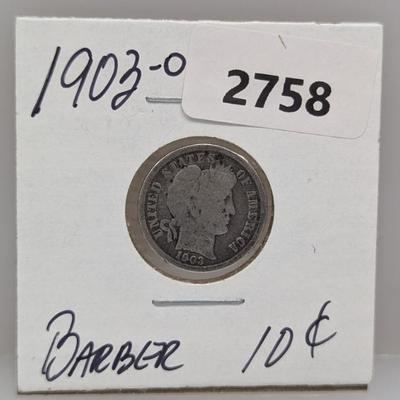 1903-O
2758
UNITED STATES OF AMERICA
1903
BARBER 10¢